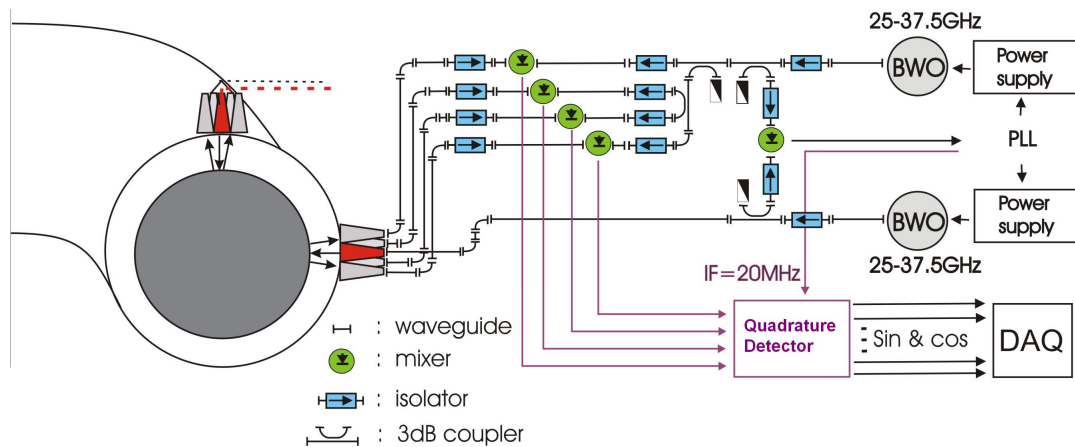 25-37.5GHz
BWO
Power
supply
PLL
Power
supply
BWO
25-37.5GHz
IF=20MHz
Quadrature
Detector
Sin & cos
DAQ
: waveguide
: mixer
: isolator
: 3dB coupler